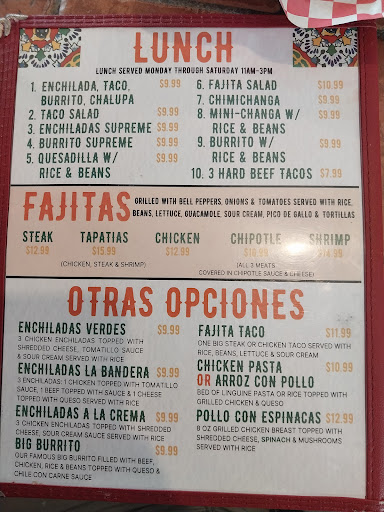 LUNCH
LUNCH SERVED MONDAY THROUGH SATURDAY 11AM-3PM
1. ENCHILADA, TACO, $9.99
BURRITO, CHALUPA
2. TACO SALAD $9.99
3. ENCHILADAS SUPREME $9.99
4. BURRITO SUPREME $9.99
5. QUESADILLA W/ $9.99
RICE & BEANS
6. FAJITA SALAD $10.99
7. CHIMICHANGA $9.99
8. MINI-CHANGA W/ $9.99
RICE & BEANS
9. BURRITO W/ $9.99
RICE & BEANS
10. 3 HARD BEEF TACOS $7.99
FAJITAS
GRILLED WITH BELL PEPPERS, ONIONS & TOMATOES SERVED WITH RICE,
BEANS, LETTUCE, GUACAMOLE, SOUR CREAM, PICO DE GALLO & TORTILLAS
STEAK TAPATIAS CHICKEN CHIPOTLE SHRIMP
$12.99 $15.99 $12.99 $14.99
(CHICKEN, STEAK & SHRIMP) (ALL 3 MEATS
COVERED IN CHIPOTLE SAUCE & CHEESE)
OTRAS OPCIONES
ENCHILADAS VERDES $9.99
3 CHICKEN ENCHILADAS TOPPED WITH
SHREDDED CHEESE, TOMATILLO SAUCE
& SOUR CREAM SERVED WITH RICE
ENCHILADAS LA BANDERA $9.99
3 ENCHILADAS; 1 CHICKEN TOPPED WITH TOMATILLO
SAUCE, 1 BEEF TOPPED WITH SAUCE & 1 CHEESE
TOPPED WITH QUESO SERVED WITH RICE
ENCHILADAS A LA CREMA $9.99
3 CHICKEN ENCHILADAS TOPPED WITH SHREDDED
CHEESE, SOUR CREAM SAUCE SERVED WITH RICE
BIG BURRITO $9.99
OUR FAMOUS BIG BURRITO FILLED WITH BEEF,
CHICKEN, RICE & BEANS TOPPED WITH QUESO &
CHILE CON CARNE SAUCE
FAJITA TACO $11.99
ONE BIG STEAK OR CHICKEN TACO SERVED WITH
RICE, BEANS, LETTUCE & SOUR CREAM
CHICKEN PASTA $10.99
OR ARROZ CON POLLO
BED OF LINGUINE PASTA OR RICE TOPPED WITH
GRILLED CHICKEN & QUESO
POLLO CON ESPINACAS $12.99
8 OZ GRILLED CHICKEN BREAST TOPPED WITH
SHREDDED CHEESE, SPINACH & MUSHROOMS
SERVED WITH RICE